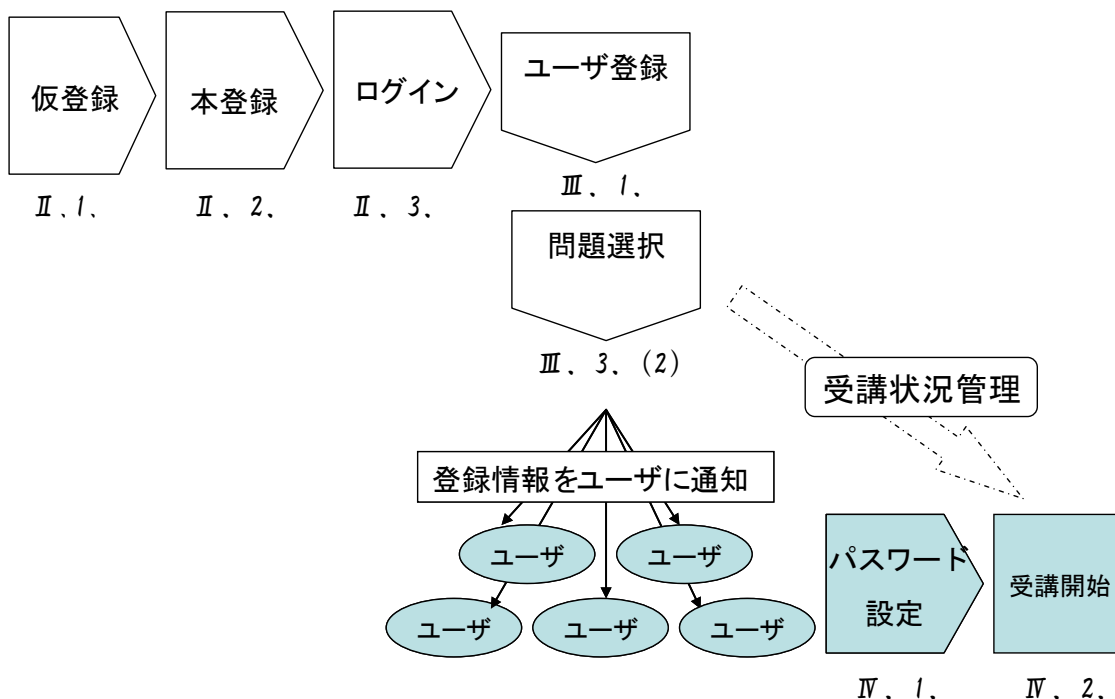 仮登録
本登録
ログイン
ユーザ登録
Ⅱ、1、
Ⅱ、2、
Ⅱ、3、
Ⅲ、1、
問題選択
Ⅲ、3、(2)
受講状況管理
登録情報をユーザに通知
ユーザ
ユーザ
ユーザ
ユーザ
ユーザ
パスワード
設定
受講開始
Ⅳ、1、
Ⅳ、2、